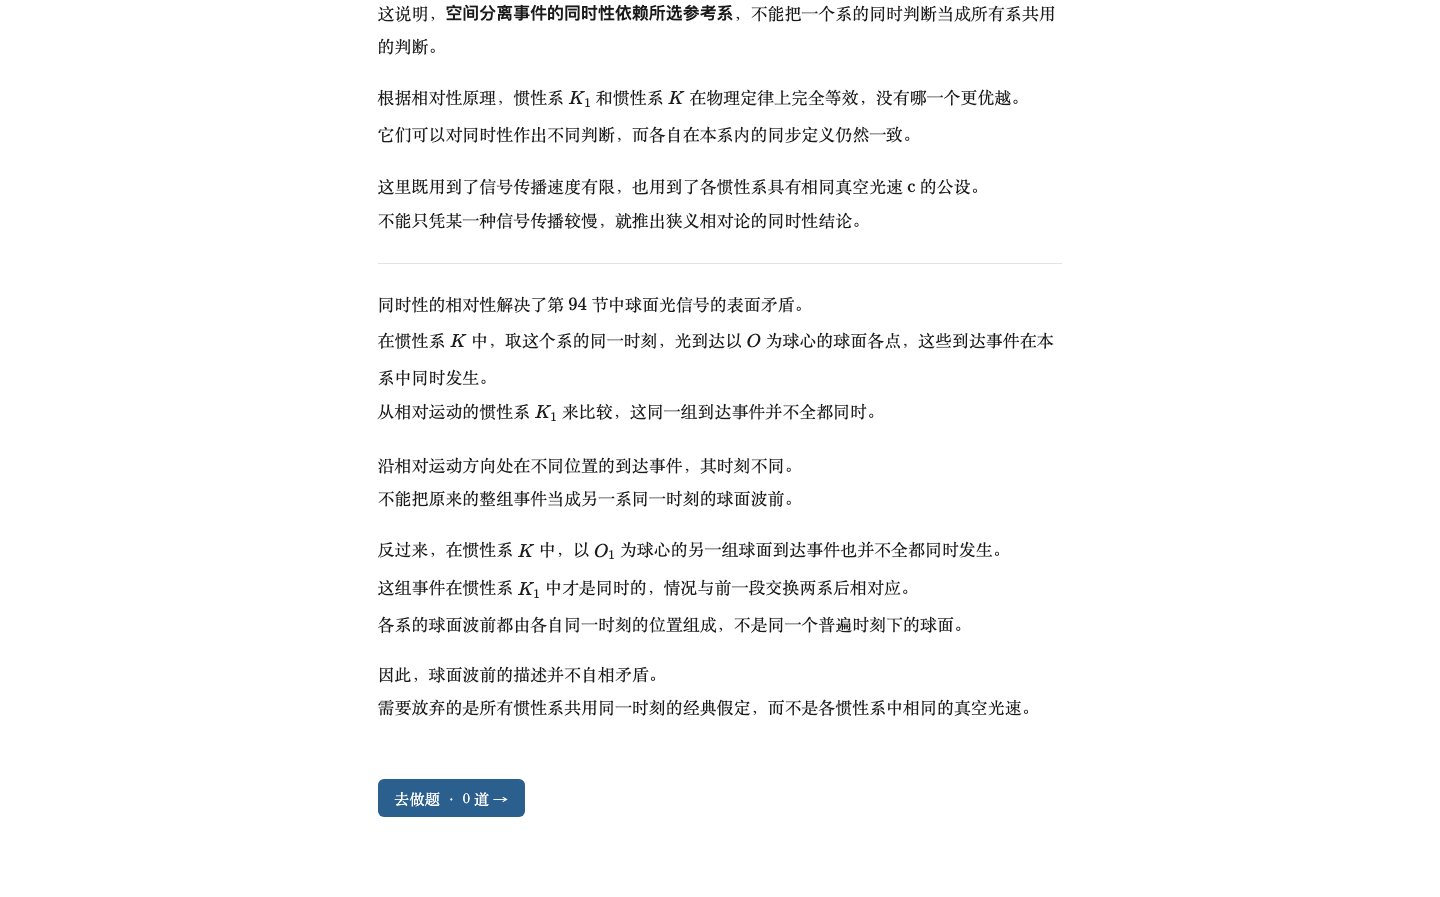 这说明，空间分离事件的同时性依赖所选参考系，不能把一个系的同时判断当成所有系共用
的判断。
根据相对性原理，惯性系 K₁ 和惯性系 K 在物理定律上完全等效，没有哪一个更优越。
它们可以对同时性作出不同判断，而各自在本系内的同步定义仍然一致。
这里既用到了信号传播速度有限，也用到了各惯性系具有相同真空光速 c 的公设。
不能只凭某一种信号传播较慢，就推出狭义相对论的同时性结论。
同时性的相对性解决了第 94 节中球面光信号的表面矛盾。
在惯性系 K 中，取这个系的同一时刻，光到达以 O 为球心的球面各点，这些到达事件在本
系中同时发生。
从相对运动的惯性系 K₁ 来比较，这同一组到达事件并不全都同时。
沿相对运动方向处在不同位置的到达事件，其时刻不同。
不能把原来的整组事件当成另一系同一时刻的球面波前。
反过来，在惯性系 K 中，以 O₁ 为球心的另一组球面到达事件也并不全都同时发生。
这组事件在惯性系 K₁ 中才是同时的，情况与前一段交换两系后相对应。
各系的球面波前都由各自同一时刻的位置组成，不是同一个普遍时刻下的球面。
因此，球面波前的描述并不自相矛盾。
需要放弃的是所有惯性系共用同一时刻的经典假定，而不是各惯性系中相同的真空光速。
去做题 · 0 道 →